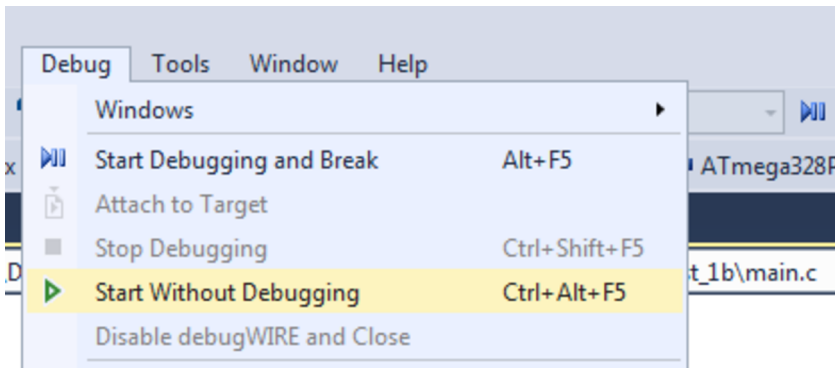 Debug Tools Window Help
Windows
x Start Debugging and Break Alt+F5 ATmega328P
Attach to Target
Stop Debugging Ctrl+Shift+F5
D Start Without Debugging Ctrl+Alt+F5 t_1b\main.c
Disable debugWIRE and Close